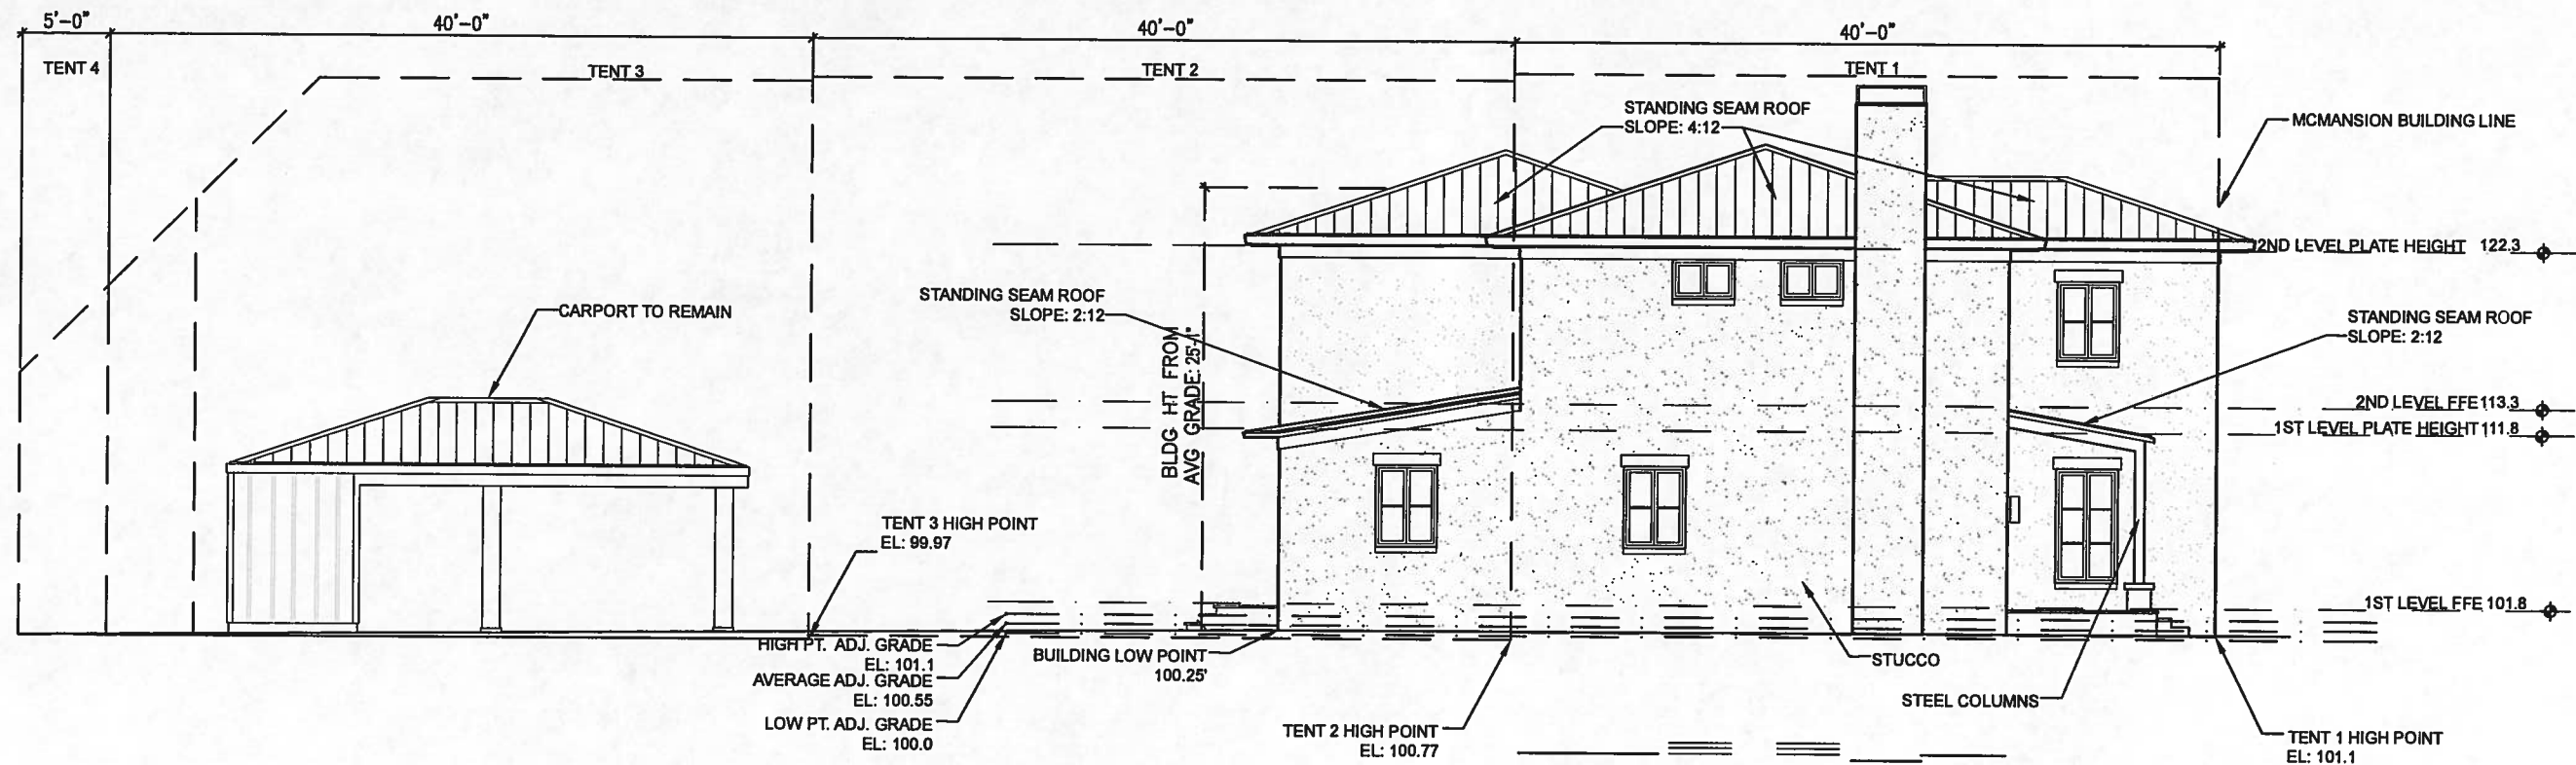 5'-0"
40'-0"
40'-0"
40'-0"
TENT 4
TENT 3
TENT 2
TENT 1
STANDING SEAM ROOF
SLOPE: 4:12
MCMANSION BUILDING LINE
2ND LEVEL PLATE HEIGHT 122.3
STANDING SEAM ROOF
SLOPE: 2:12
CARPORT TO REMAIN
BLDG HT FROM
AVG GRADE: 25'-1"
STANDING SEAM ROOF
SLOPE: 2:12
2ND LEVEL FFE 113.3
1ST LEVEL PLATE HEIGHT 111.8
TENT 3 HIGH POINT
EL: 99.97
1ST LEVEL FFE 101.8
HIGH PT. ADJ. GRADE
EL: 101.1
AVERAGE ADJ. GRADE
EL: 100.55
LOW PT. ADJ. GRADE
EL: 100.0
BUILDING LOW POINT
100.25'
STUCCO
STEEL COLUMNS
TENT 2 HIGH POINT
EL: 100.77
TENT 1 HIGH POINT
EL: 101.1